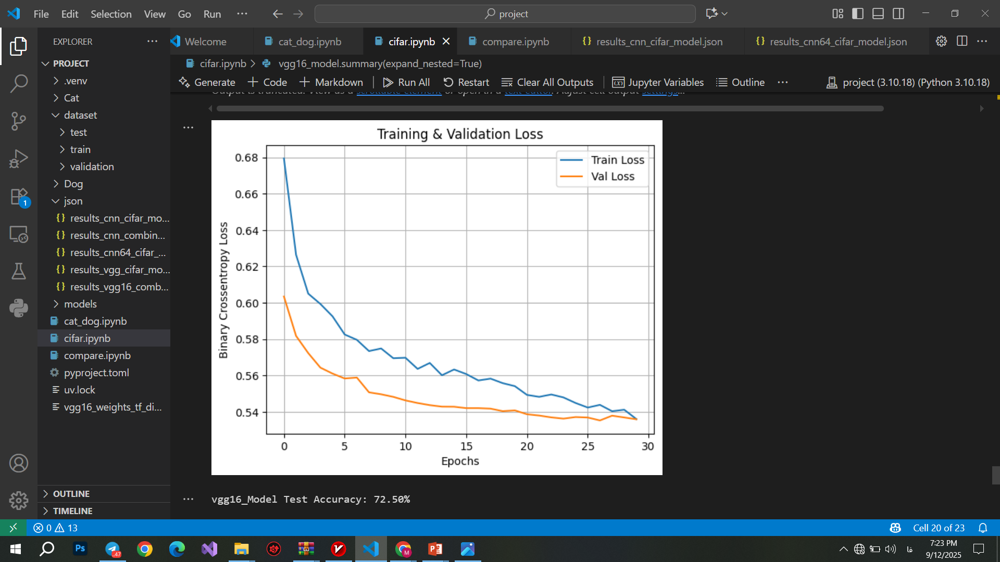 File Edit Selection View Go Run ··· project
EXPLORER ···
Welcome cat_dog.ipynb cifar.ipynb compare.ipynb results_cnn_cifar_model.json results_cnn64_cifar_model.json ···
cifar.ipynb > vgg16_model.summary(expand_nested=True)
Generate + Code + Markdown | Run All Restart Clear All Outputs | Jupyter Variables Outline ··· project (3.10.18) (Python 3.10.18)
PROJECT
.venv
Cat
dataset
test
train
validation
Dog
json
results_cnn_cifar_mo...
results_cnn_combin...
results_cnn64_cifar_...
results_vgg_cifar_mo...
results_vgg16_comb...
models
cat_dog.ipynb
cifar.ipynb
compare.ipynb
pyproject.toml
uv.lock
vgg16_weights_tf_di...
OUTLINE
TIMELINE
Output is truncated. View as a scrollable element or open in a text editor. Adjust cell output settings...
Training & Validation Loss
Train Loss
Val Loss
Binary Crossentropy Loss
0.68
0.66
0.64
0.62
0.60
0.58
0.56
0.54
0 5 10 15 20 25 30
Epochs
vgg16_Model Test Accuracy: 72.50%
1
0 13 Cell 20 of 23
Ps 47 M P فا 7:23 PM
9/12/2025